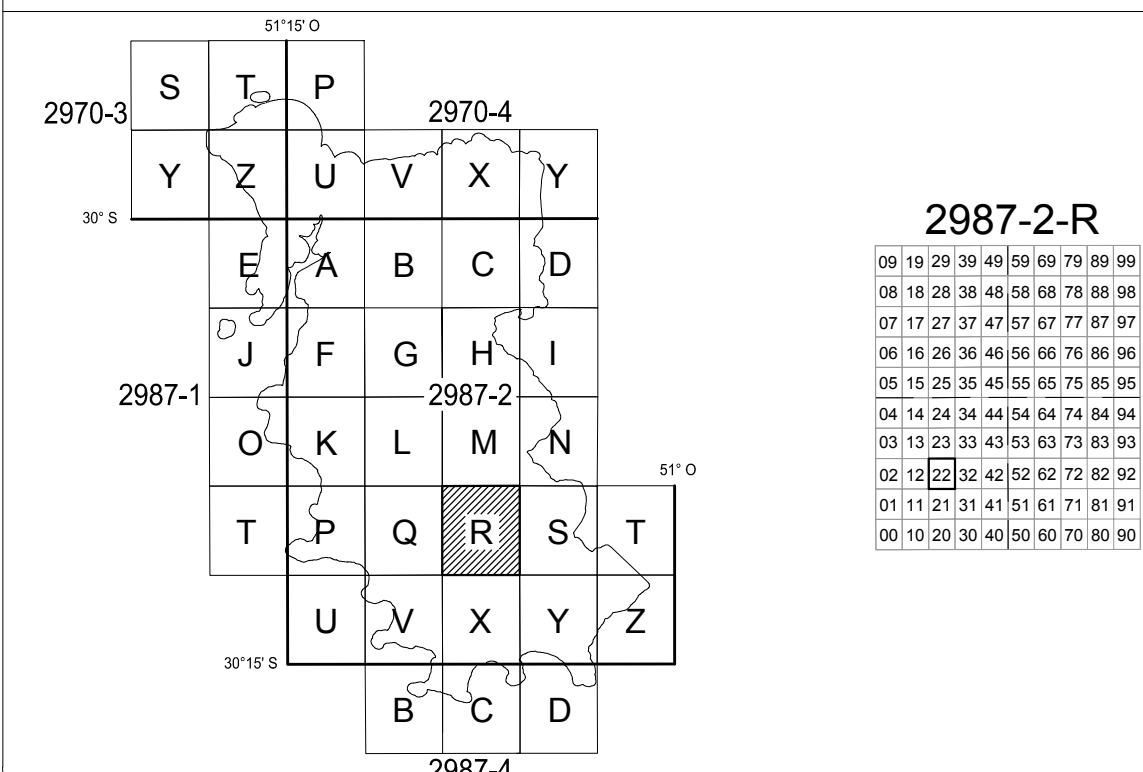 51°15' O
S T P
2970-3 2970-4
Y Z U V X Y
30° S
E A B C D
J F G H I
2987-1 2987-2
O K L M N
51° O
T P Q R S T
U V X Y Z
30°15' S
B C D
2987-4
2987-2-R
09 19 29 39 49 59 69 79 89 99
08 18 28 38 48 58 68 78 88 98
07 17 27 37 47 57 67 77 87 97
06 16 26 36 46 56 66 76 86 96
05 15 25 35 45 55 65 75 85 95
04 14 24 34 44 54 64 74 84 94
03 13 23 33 43 53 63 73 83 93
02 12 22 32 42 52 62 72 82 92
01 11 21 31 41 51 61 71 81 91
00 10 20 30 40 50 60 70 80 90